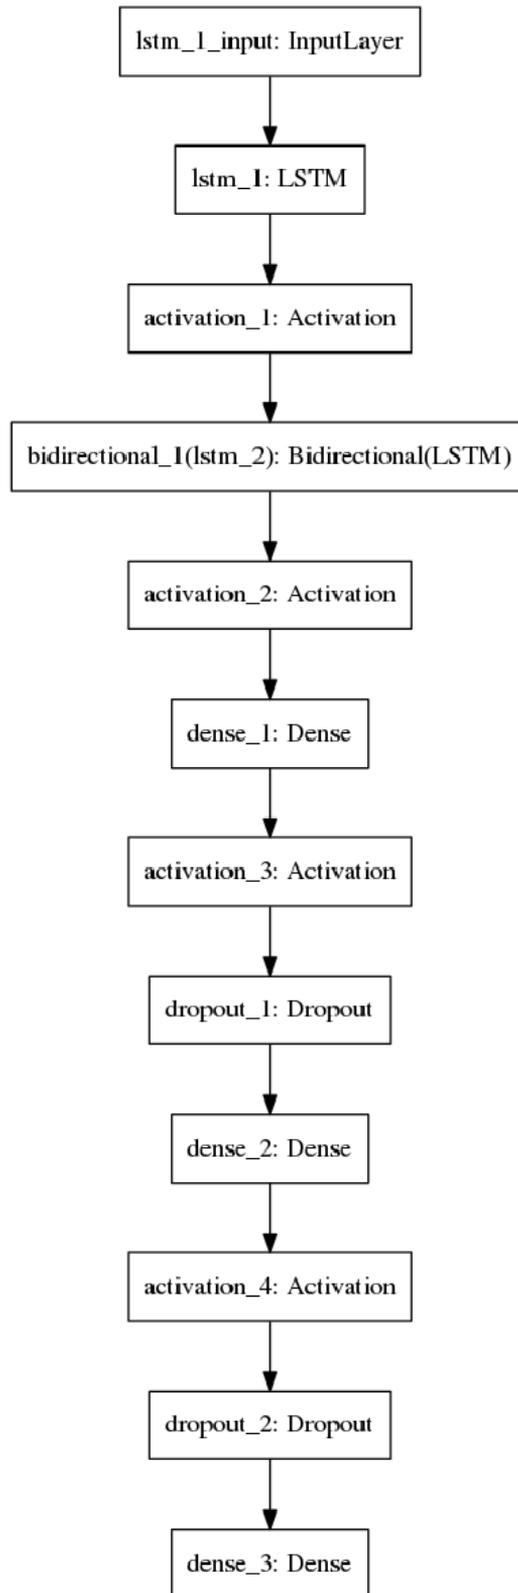 lstm_1_input: InputLayer
lstm_1: LSTM
activation_1: Activation
bidirectional_1(lstm_2): Bidirectional(LSTM)
activation_2: Activation
dense_1: Dense
activation_3: Activation
dropout_1: Dropout
dense_2: Dense
activation_4: Activation
dropout_2: Dropout
dense_3: Dense